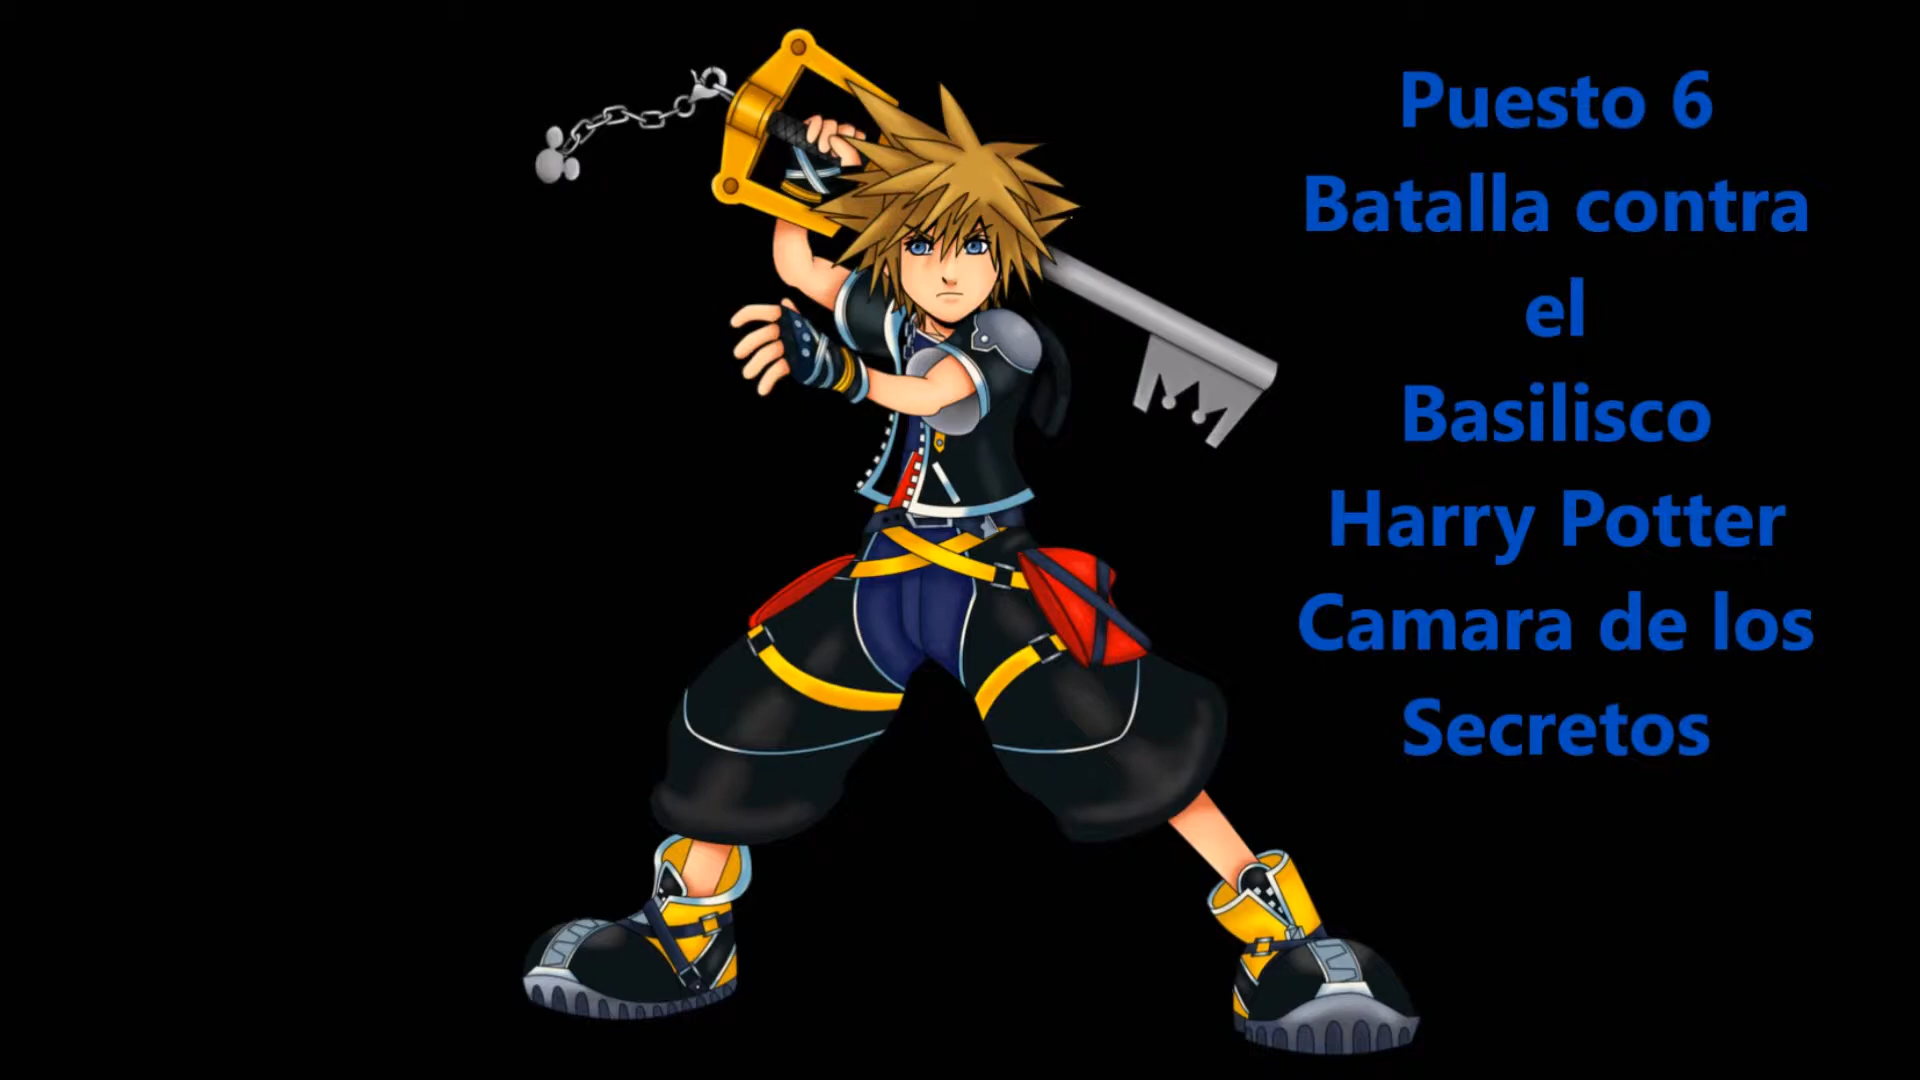 Puesto 6
Batalla contra
el
Basilisco
Harry Potter
Camara de los
Secretos